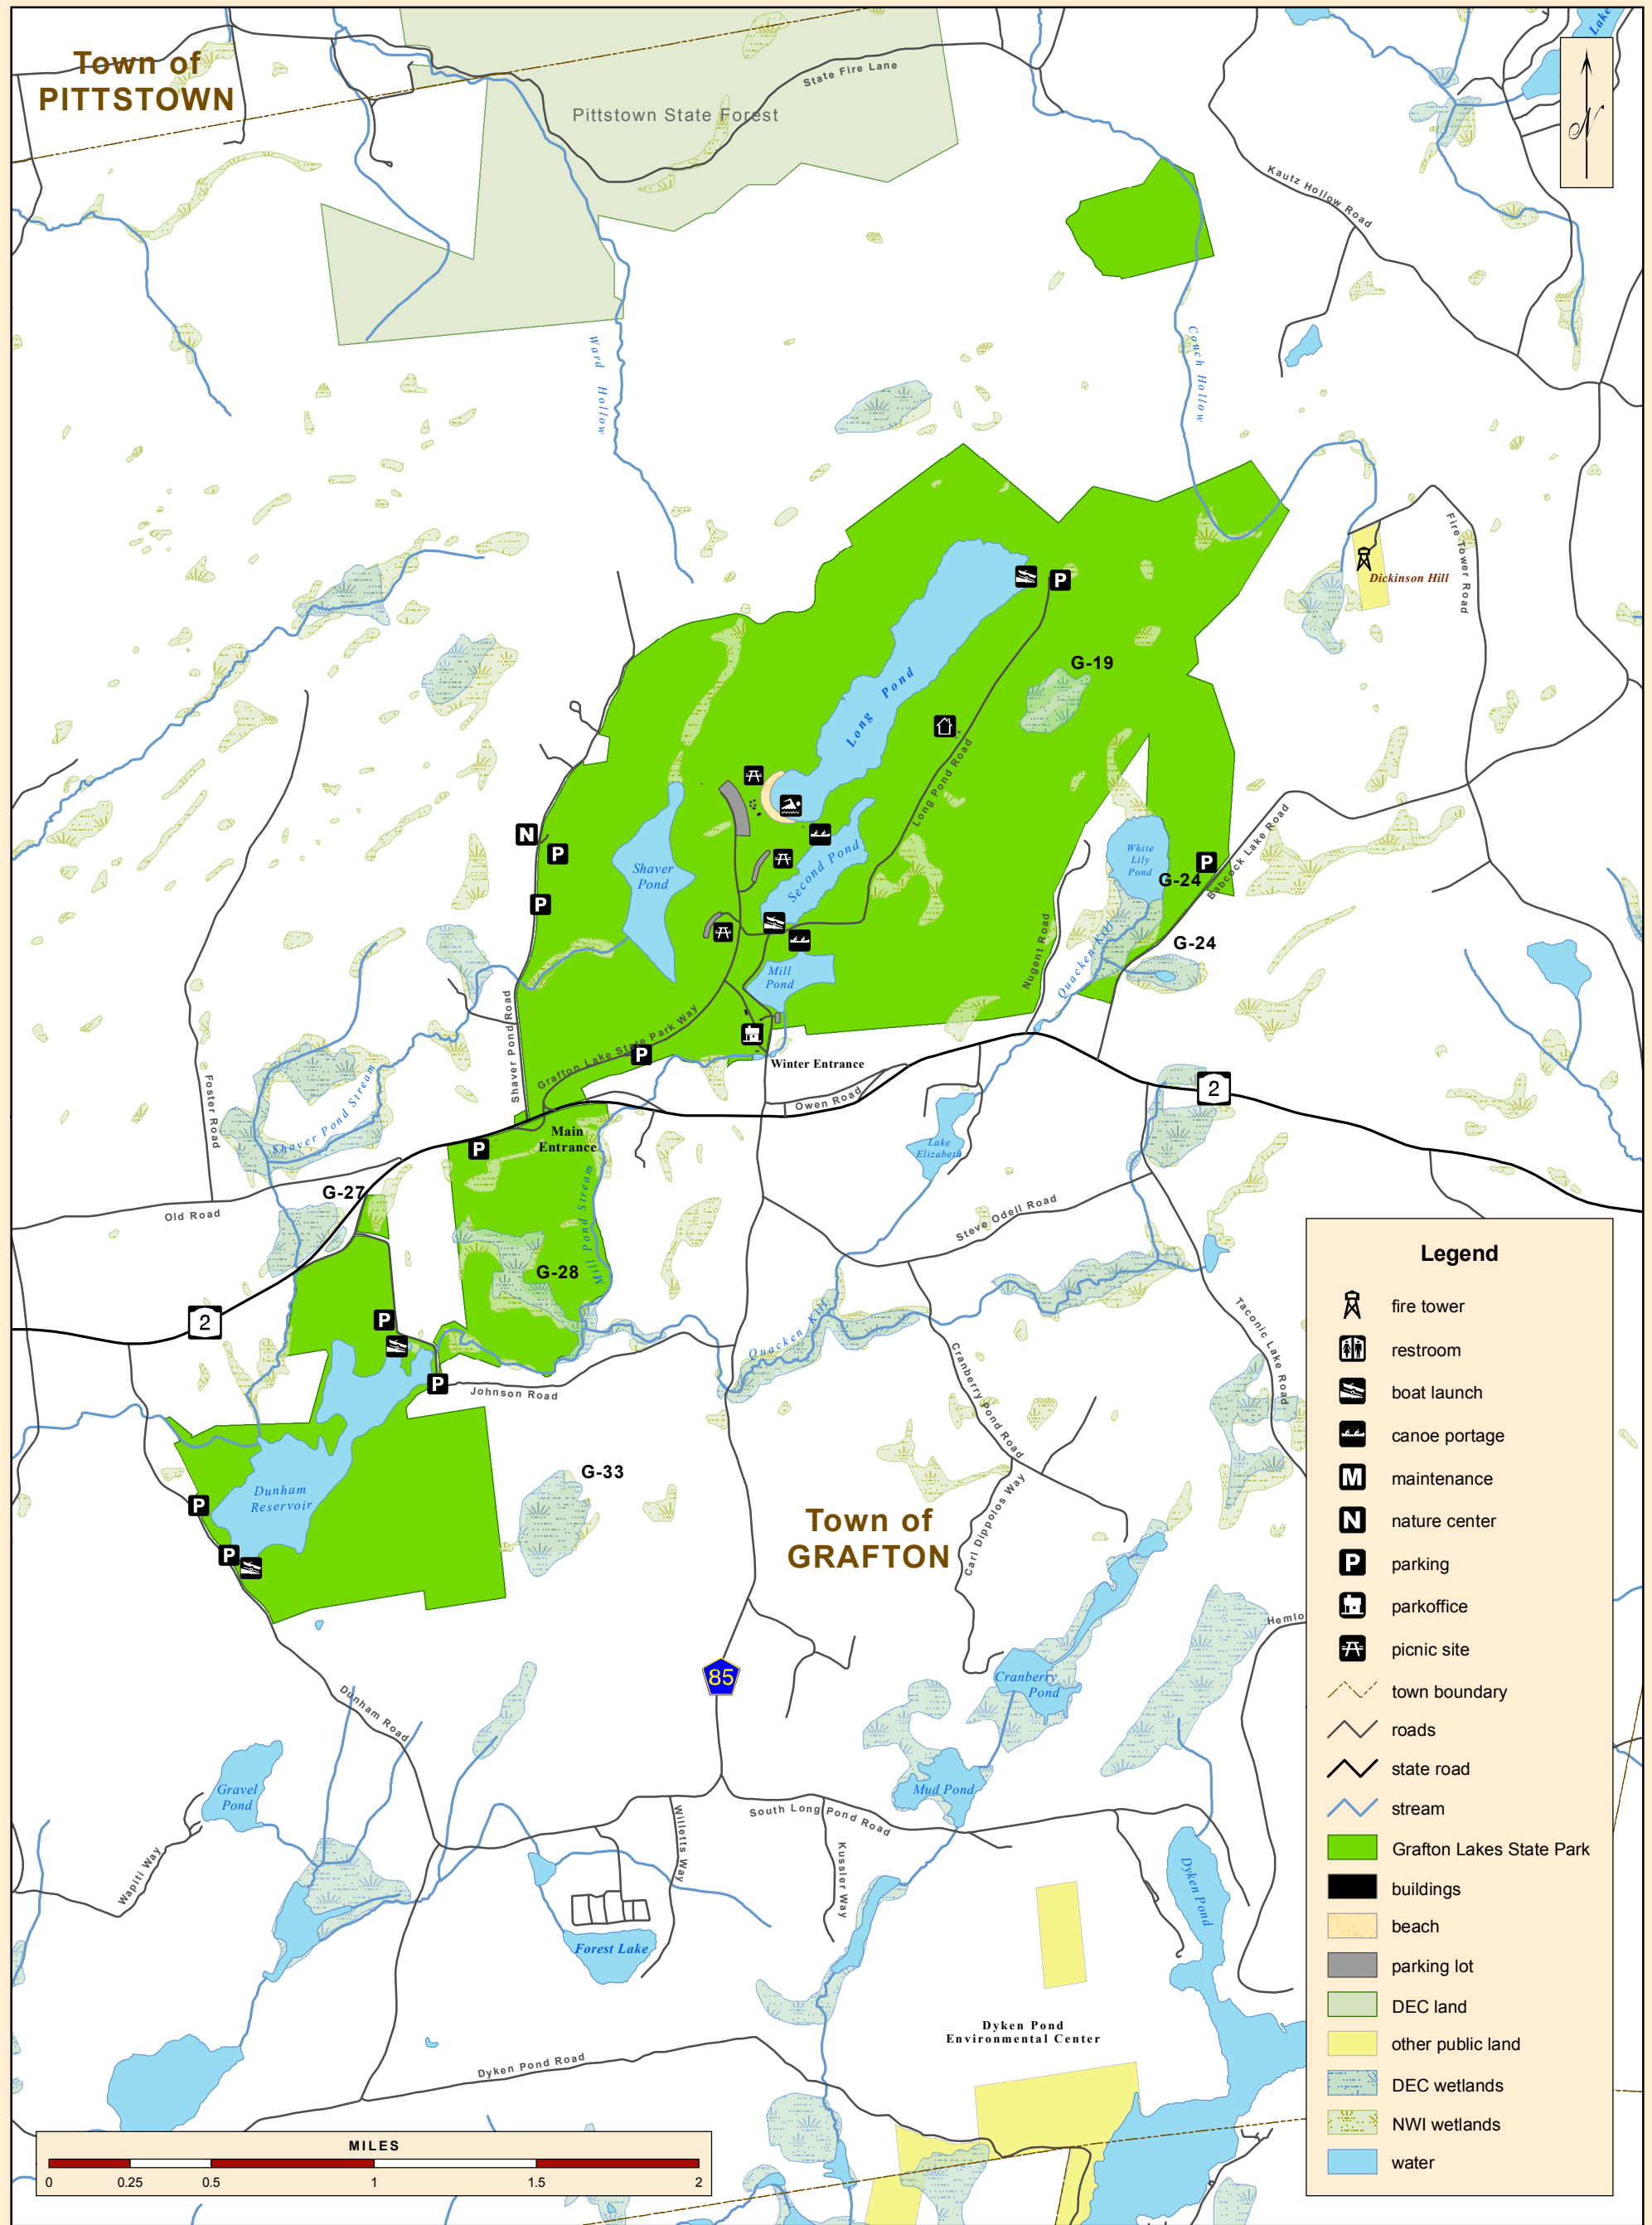 Town of
PITTSTOWN
Lake
N
State Fire Lane
Pittstown State Forest
Kautz Hollow Road
Ward Hollow
Couch Hollow
Fire Tower Road
Dickinson Hill
G-19
Long Pond
Long Pond Road
N
P
P
P
Shaver
Pond
Second Pond
White
Lily
Pond
P
G-24
Babcock Lake Road
G-24
Quacken Kill
Nugent Road
Mill
Pond
Shaver Pond Road
Grafton Lake State Park Way
P
Winter Entrance
Owen Road
2
Foster Road
Shaver Pond Stream
Main
Entrance
P
Lake
Elizabeth
G-27
Old Road
Mill Pond Stream
Steve Odell Road
G-28
2
P
P
Johnson Road
Quacken Kill
Cranberry Pond Road
Taconic Lake Road
Dunham
Reservoir
P
P
G-33
Town of
GRAFTON
Carl Dippolos Way
Hemlo
85
Cranberry
Pond
Dunham Road
Gravel
Pond
Mud Pond
South Long Pond Road
Willetts Way
Kussler Way
Wapiti Way
Dyken Pond
Forest Lake
Dyken Pond
Environmental Center
Dyken Pond Road
MILES
0 0.25 0.5 1 1.5 2
Legend
fire tower
restroom
boat launch
canoe portage
M maintenance
N nature center
P parking
parkoffice
picnic site
town boundary
roads
state road
stream
Grafton Lakes State Park
buildings
beach
parking lot
DEC land
other public land
DEC wetlands
NWI wetlands
water